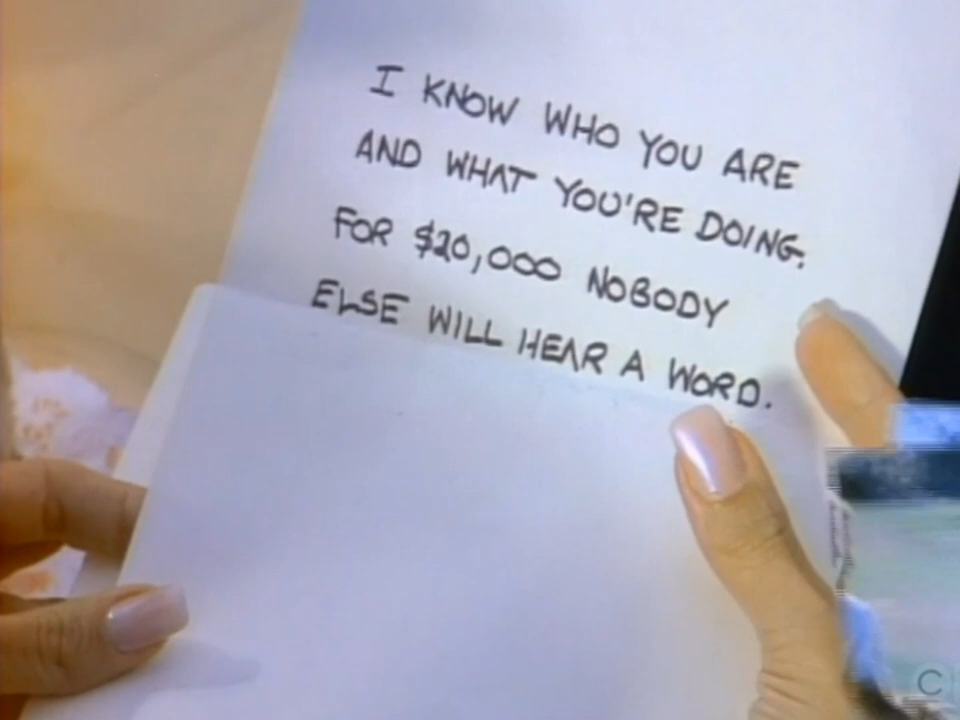 I KNOW WHO YOU ARE
AND WHAT YOU'RE DOING.
FOR $20,000 NOBODY
ELSE WILL HEAR A WORD.
C